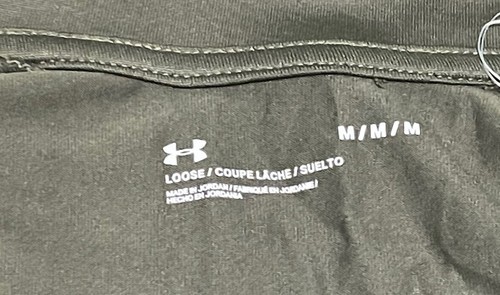 M/M/M
LOOSE / COUPE LÂCHE / SUELTO
MADE IN JORDAN / FABRIQUÉ EN JORDANIE /
HECHO EN JORDANIA